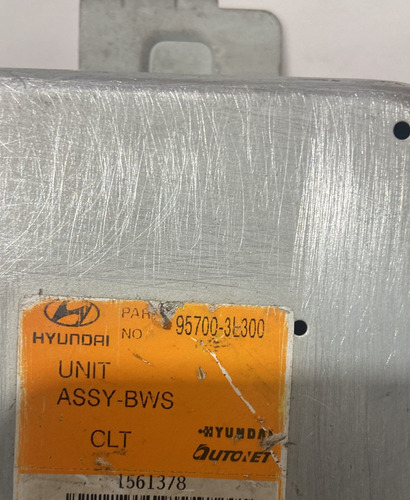 PART 95700-3L300
HYUNDAI NO
UNIT
ASSY-BWS
CLT HYUNDAI
AUTONET
1561378